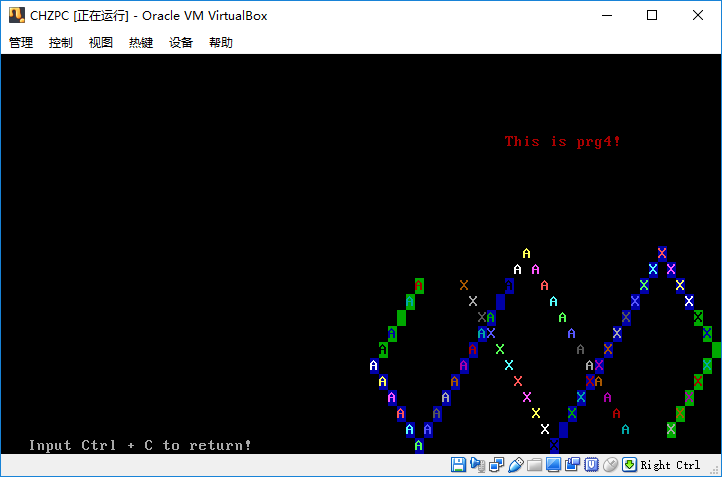 CHZPC [正在运行] - Oracle VM VirtualBox
管理 控制 视图 热键 设备 帮助
This is prg4!
Input Ctrl + C to return!
Right Ctrl